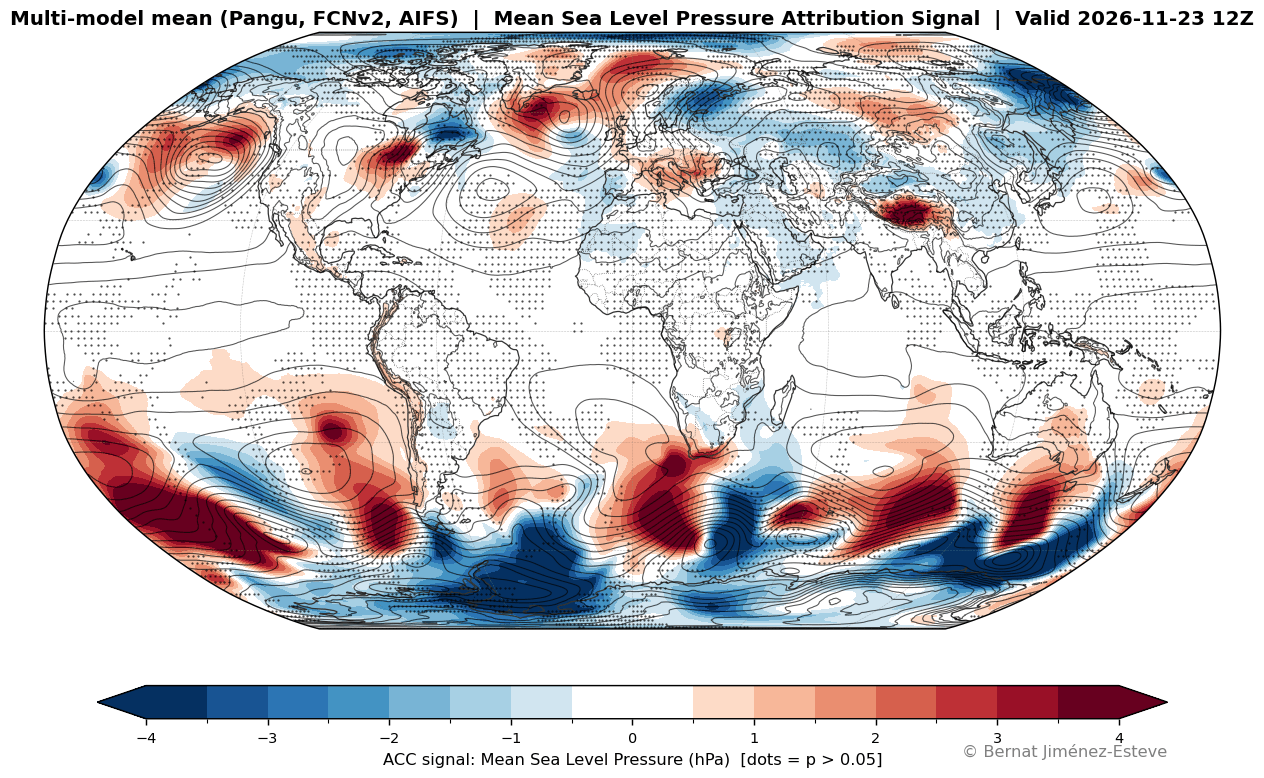 Multi-model mean (Pangu, FCNv2, AIFS)  |  Mean Sea Level Pressure Attribution Signal  |  Valid 2026-11-23 12Z
−4 −3 −2 −1 0 1 2 3 4
ACC signal: Mean Sea Level Pressure (hPa)  [dots = p > 0.05]
© Bernat Jiménez-Esteve